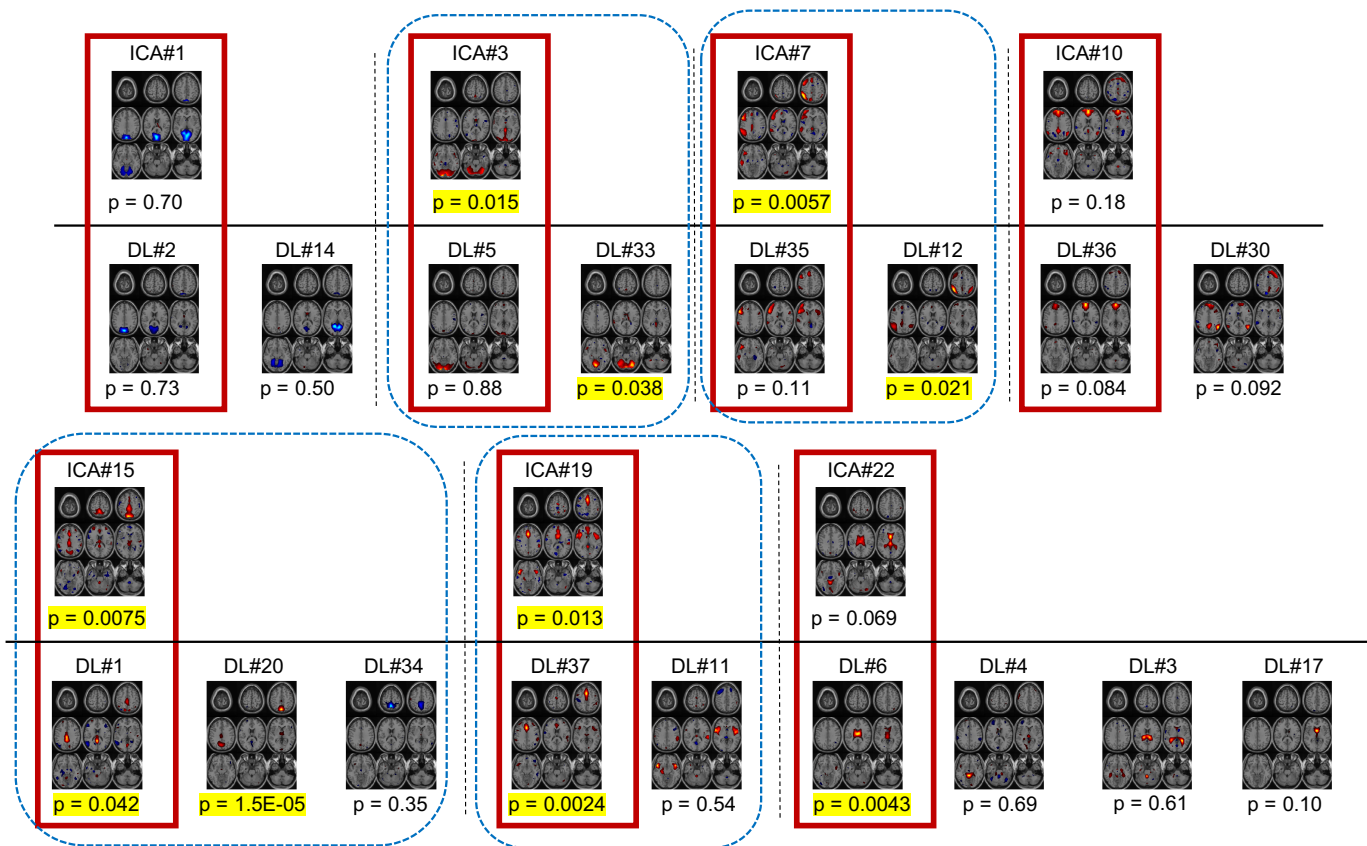 ICA#1 ICA#3 ICA#7 ICA#10
p = 0.70 p = 0.015 p = 0.0057 p = 0.18
DL#2 DL#14 DL#5 DL#33 DL#35 DL#12 DL#36 DL#30
p = 0.73 p = 0.50 p = 0.88 p = 0.038 p = 0.11 p = 0.021 p = 0.084 p = 0.092
ICA#15 ICA#19 ICA#22
p = 0.0075 p = 0.013 p = 0.069
DL#1 DL#20 DL#34 DL#37 DL#11 DL#6 DL#4 DL#3 DL#17
p = 0.042 p = 1.5E-05 p = 0.35 p = 0.0024 p = 0.54 p = 0.0043 p = 0.69 p = 0.61 p = 0.10